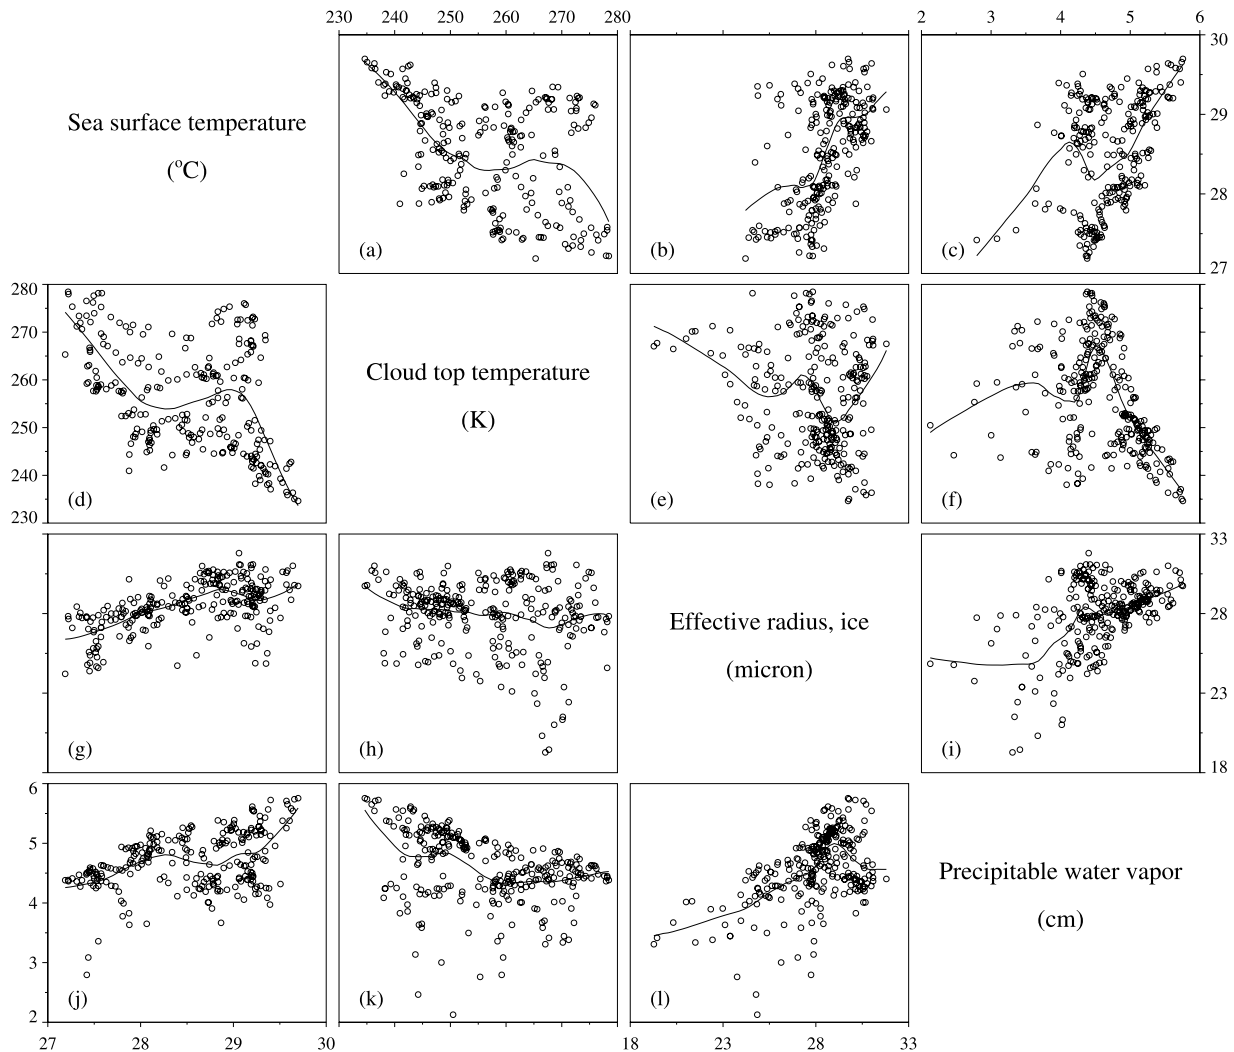 230 240 250 260 270 280
2 3 4 5 6
Sea surface temperature
(°C)
(a)
(b)
(c)
30
29
28
27
280
270
260
250
240
230
(d)
Cloud top temperature
(K)
(e)
(f)
(g)
(h)
Effective radius, ice
(micron)
(i)
33
28
23
18
6
5
4
3
2
(j)
(k)
(l)
Precipitable water vapor
(cm)
27 28 29 30
18 23 28 33